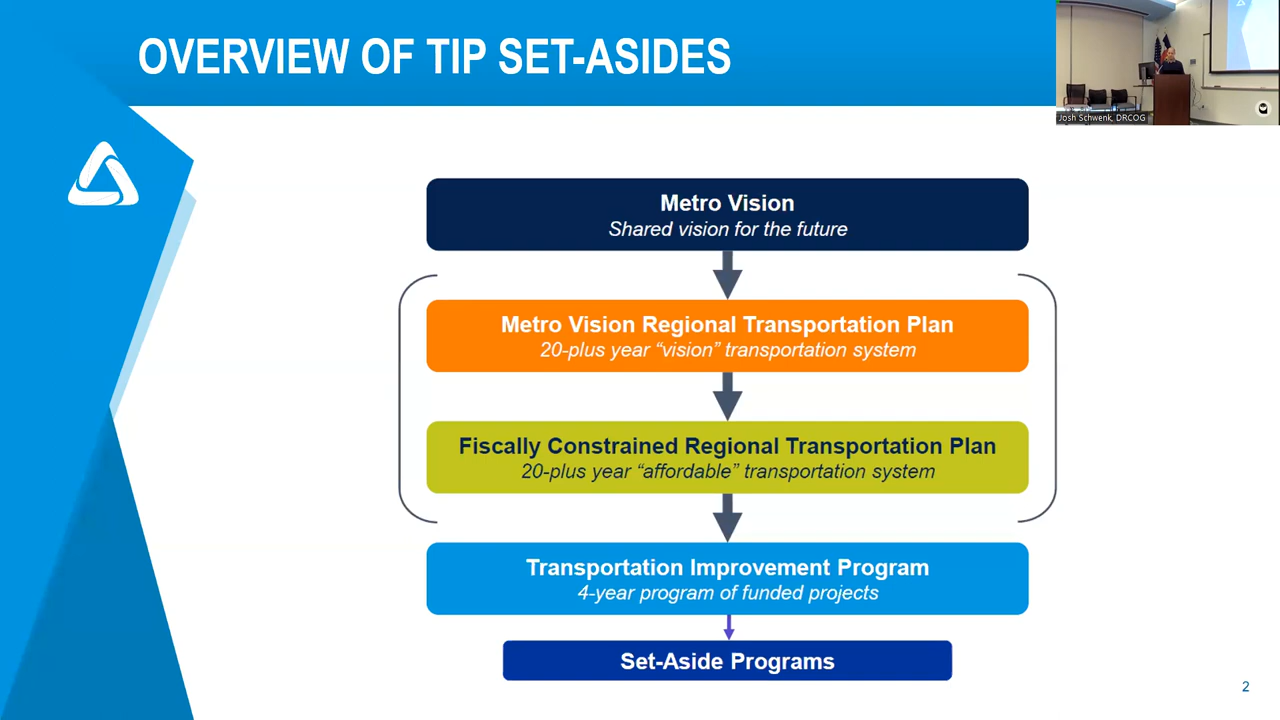 OVERVIEW OF TIP SET-ASIDES
Josh Schwenk, DRCOG
Metro Vision
Shared vision for the future
Metro Vision Regional Transportation Plan
20-plus year “vision” transportation system
Fiscally Constrained Regional Transportation Plan
20-plus year “affordable” transportation system
Transportation Improvement Program
4-year program of funded projects
Set-Aside Programs
2